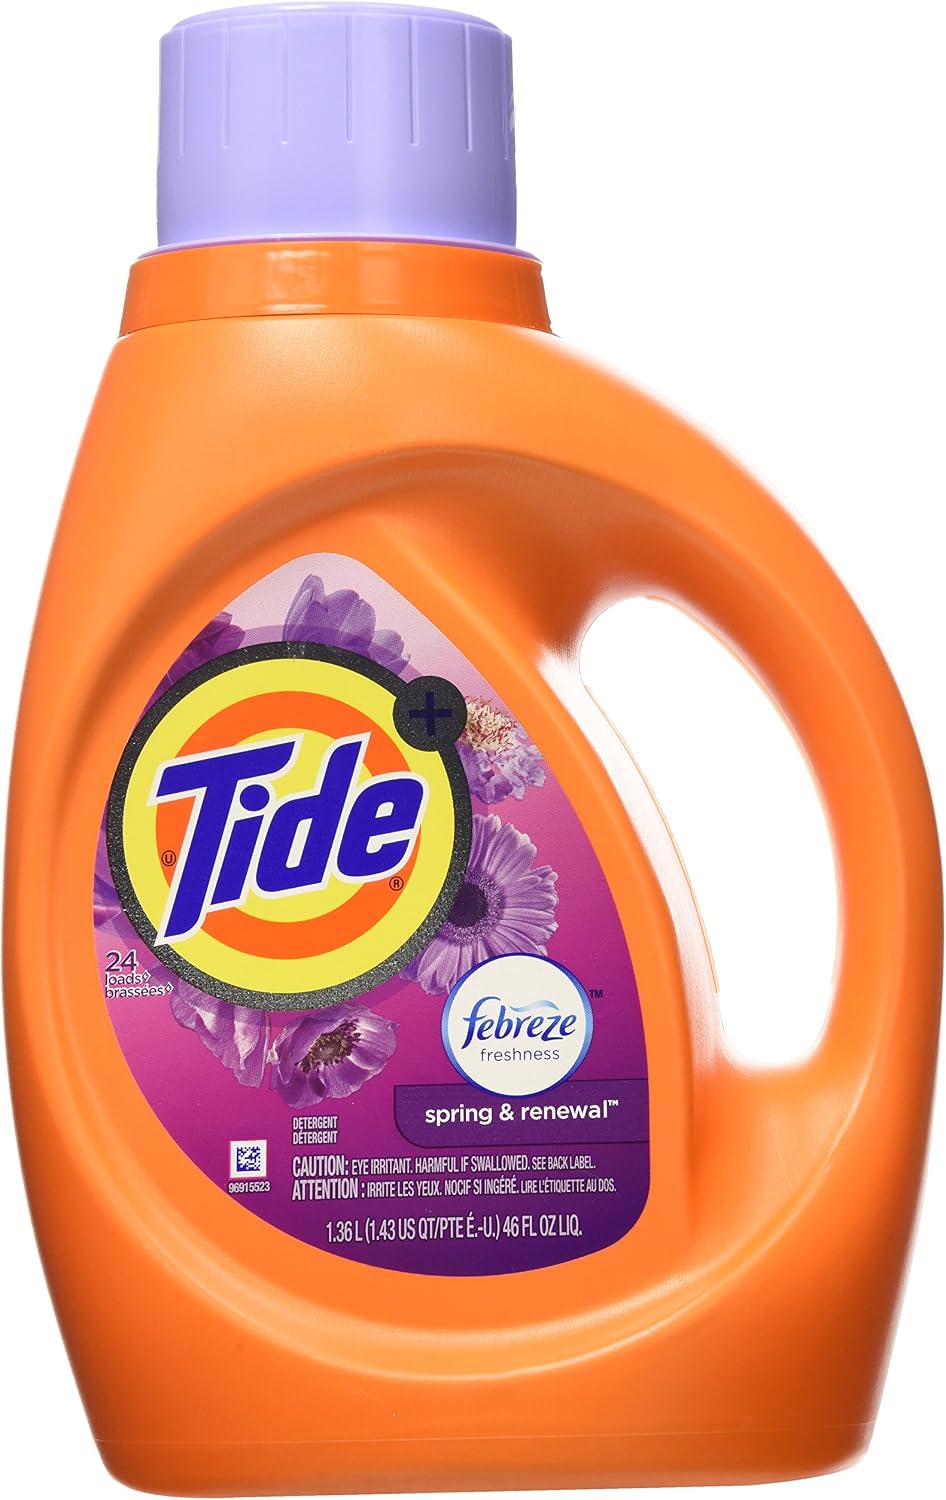 +
Tide
U
®
24
loads◊
brassées◊
febreze™
freshness
spring & renewal™
DETERGENT
DÉTERGENT
96915523
CAUTION: EYE IRRITANT. HARMFUL IF SWALLOWED. SEE BACK LABEL.
ATTENTION : IRRITE LES YEUX. NOCIF SI INGÉRÉ. LIRE L'ÉTIQUETTE AU DOS.
1.36 L (1.43 US QT/PTE É.-U.) 46 FL OZ LIQ.